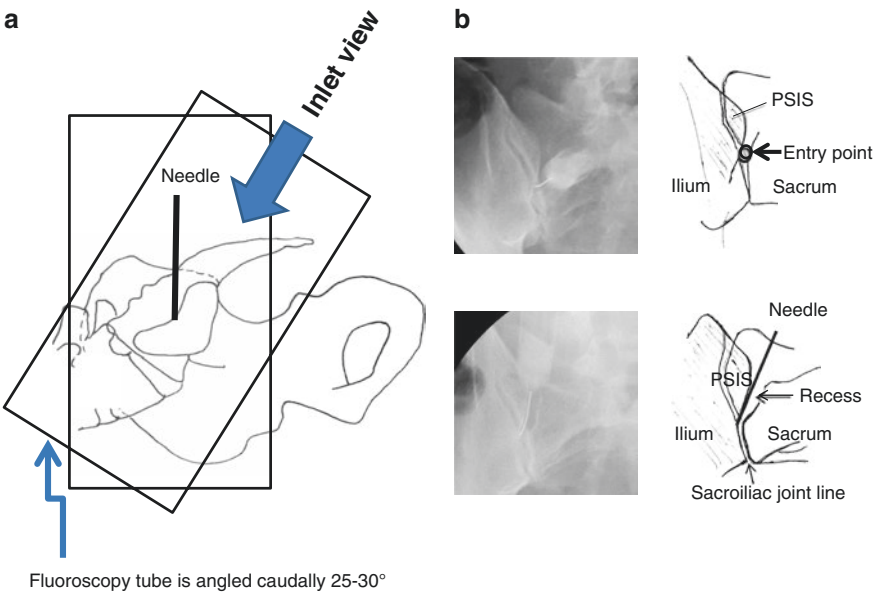 a
Inlet view
Needle
Fluoroscopy tube is angled caudally 25-30°
b
PSIS
Entry point
Ilium
Sacrum
Needle
PSIS
Recess
Ilium
Sacrum
Sacroiliac joint line